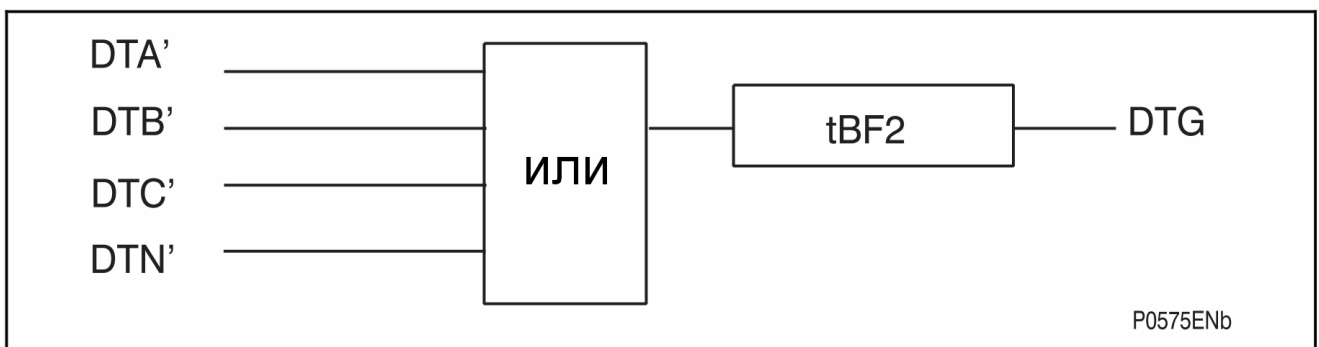 DTA’
DTB’
DTC’
DTN’
или
tBF2
DTG
P0575ENb